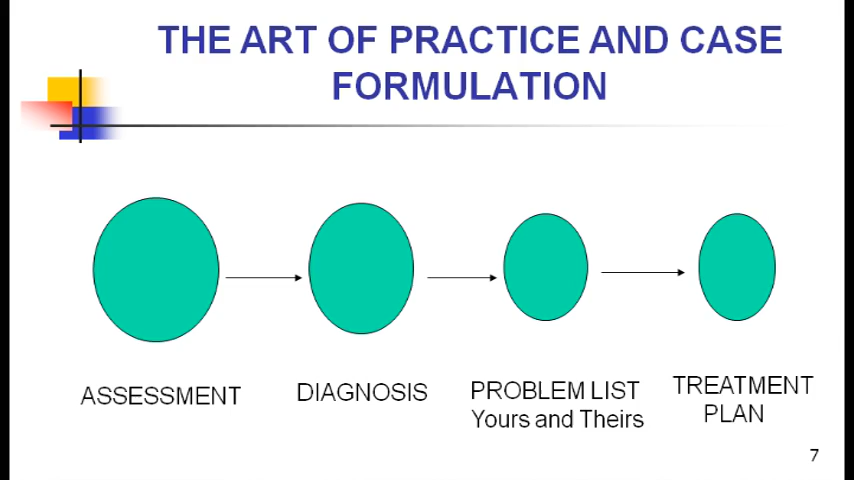 THE ART OF PRACTICE AND CASE
FORMULATION
ASSESSMENT
DIAGNOSIS
PROBLEM LIST
Yours and Theirs
TREATMENT
PLAN
7